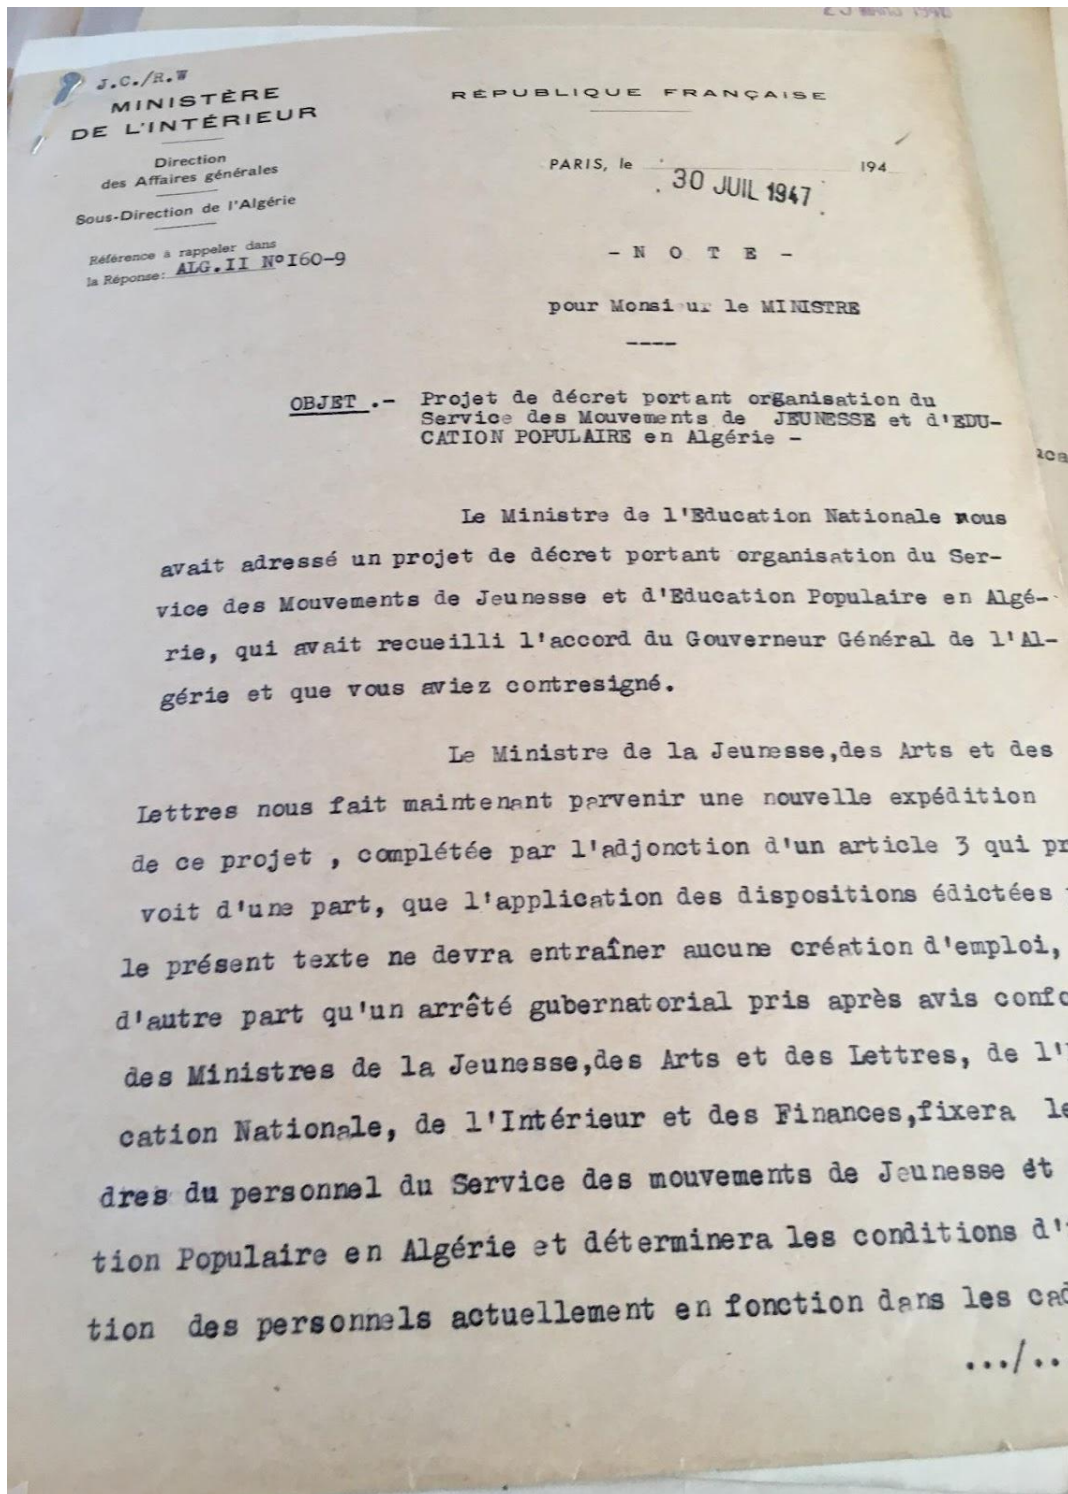 J.C./R.W
MINISTÈRE
DE L'INTÉRIEUR
Direction
des Affaires générales
Sous-Direction de l'Algérie
Référence à rappeler dans
la Réponse: ALG.II N°I60-9
RÉPUBLIQUE FRANÇAISE
PARIS, le 194
30 JUIL 1947
- N O T E -
pour Monsieur le MINISTRE
----
OBJET .- Projet de décret portant organisation du
Service des Mouvements de JEUNESSE et d'EDU-
CATION POPULAIRE en Algérie -
Le Ministre de l'Education Nationale nous
avait adressé un projet de décret portant organisation du Ser-
vice des Mouvements de Jeunesse et d'Education Populaire en Algé-
rie, qui avait recueilli l'accord du Gouverneur Général de l'Al-
gérie et que vous aviez contresigné.
Le Ministre de la Jeunesse,des Arts et des
Lettres nous fait maintenant parvenir une nouvelle expédition
de ce projet , complétée par l'adjonction d'un article 3 qui pr
voit d'une part, que l'application des dispositions édictées
le présent texte ne devra entraîner aucune création d'emploi,
d'autre part qu'un arrêté gubernatorial pris après avis confo
des Ministres de la Jeunesse,des Arts et des Lettres, de l'
cation Nationale, de l'Intérieur et des Finances,fixera le
dres du personnel du Service des mouvements de Jeunesse et
tion Populaire en Algérie et déterminera les conditions d'
tion des personnels actuellement en fonction dans les cad
.../..